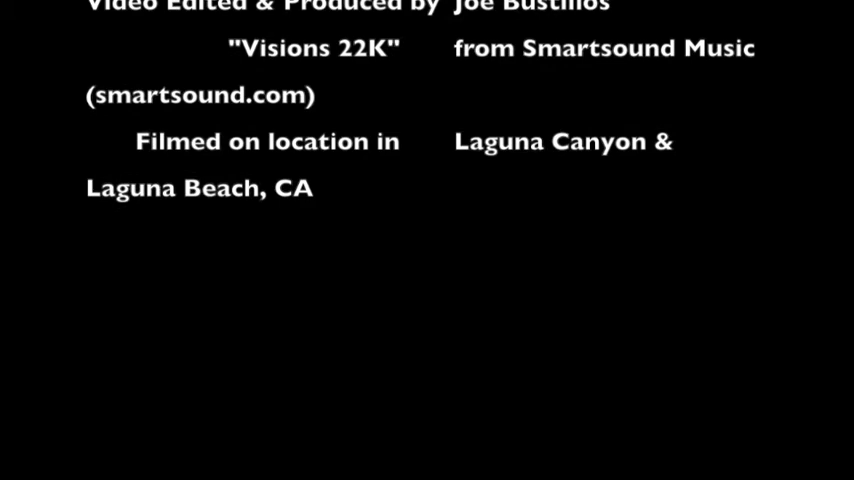 Video Edited & Produced by Joe Bustillos
"Visions 22K" from Smartsound Music
(smartsound.com)
Filmed on location in Laguna Canyon &
Laguna Beach, CA